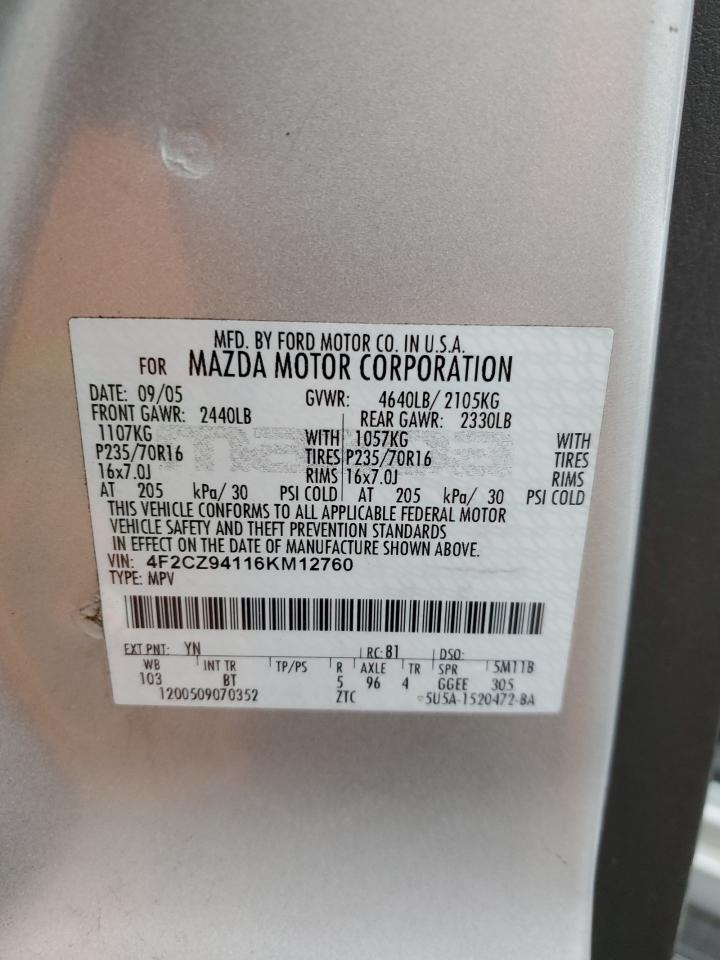 MFD. BY FORD MOTOR CO. IN U.S.A.
FOR MAZDA MOTOR CORPORATION
DATE: 09/05 GVWR: 4640LB/ 2105KG
FRONT GAWR: 2440LB REAR GAWR: 2330LB
1107KG WITH 1057KG WITH
P235/70R16 TIRES P235/70R16 TIRES
16x7.0J RIMS 16x7.0J RIMS
AT 205 kPa/ 30 PSI COLD AT 205 kPa/ 30 PSI COLD
THIS VEHICLE CONFORMS TO ALL APPLICABLE FEDERAL MOTOR
VEHICLE SAFETY AND THEFT PREVENTION STANDARDS
IN EFFECT ON THE DATE OF MANUFACTURE SHOWN ABOVE.
VIN: 4F2CZ94116KM12760
TYPE: MPV
EXT PNT: YN RC: 81 DSO:
WB INT TR TP/PS R AXLE TR SPR 5M11B
103 BT 5 96 4 GGEE 305
1200509070352 ZTC 5U5A-1520472-BA